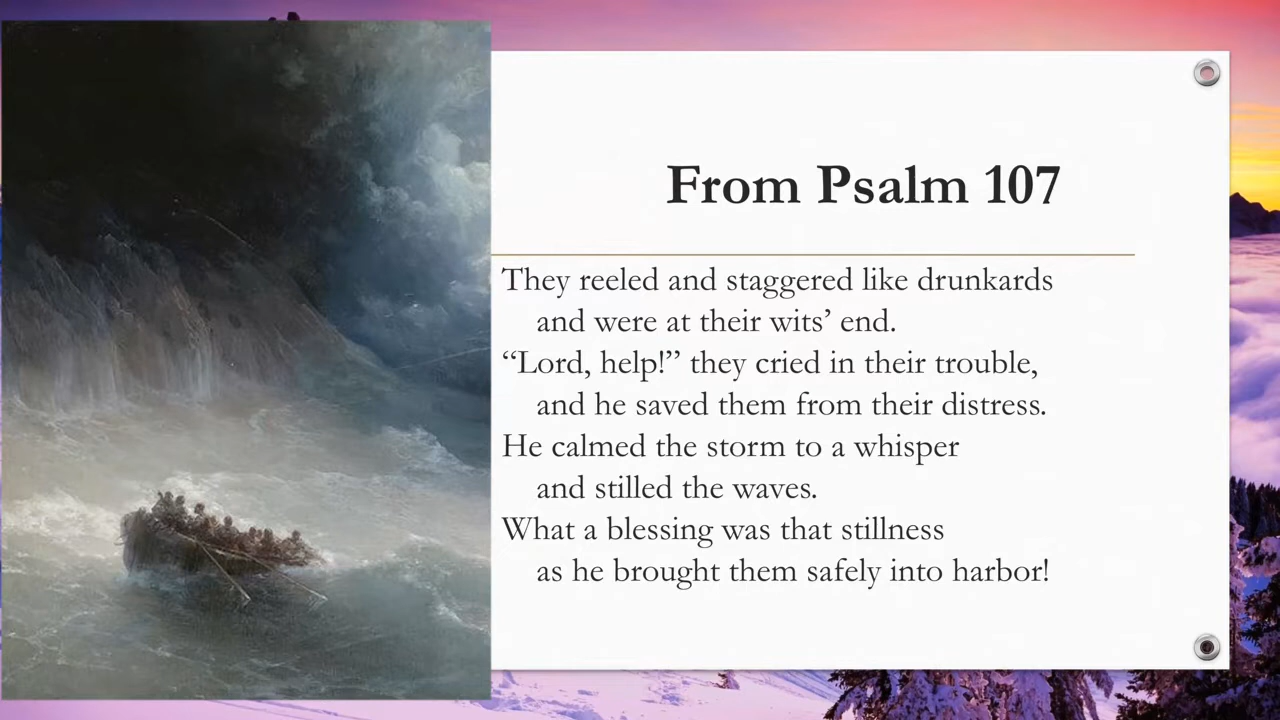 From Psalm 107
They reeled and staggered like drunkards
and were at their wits’ end.
“Lord, help!” they cried in their trouble,
and he saved them from their distress.
He calmed the storm to a whisper
and stilled the waves.
What a blessing was that stillness
as he brought them safely into harbor!